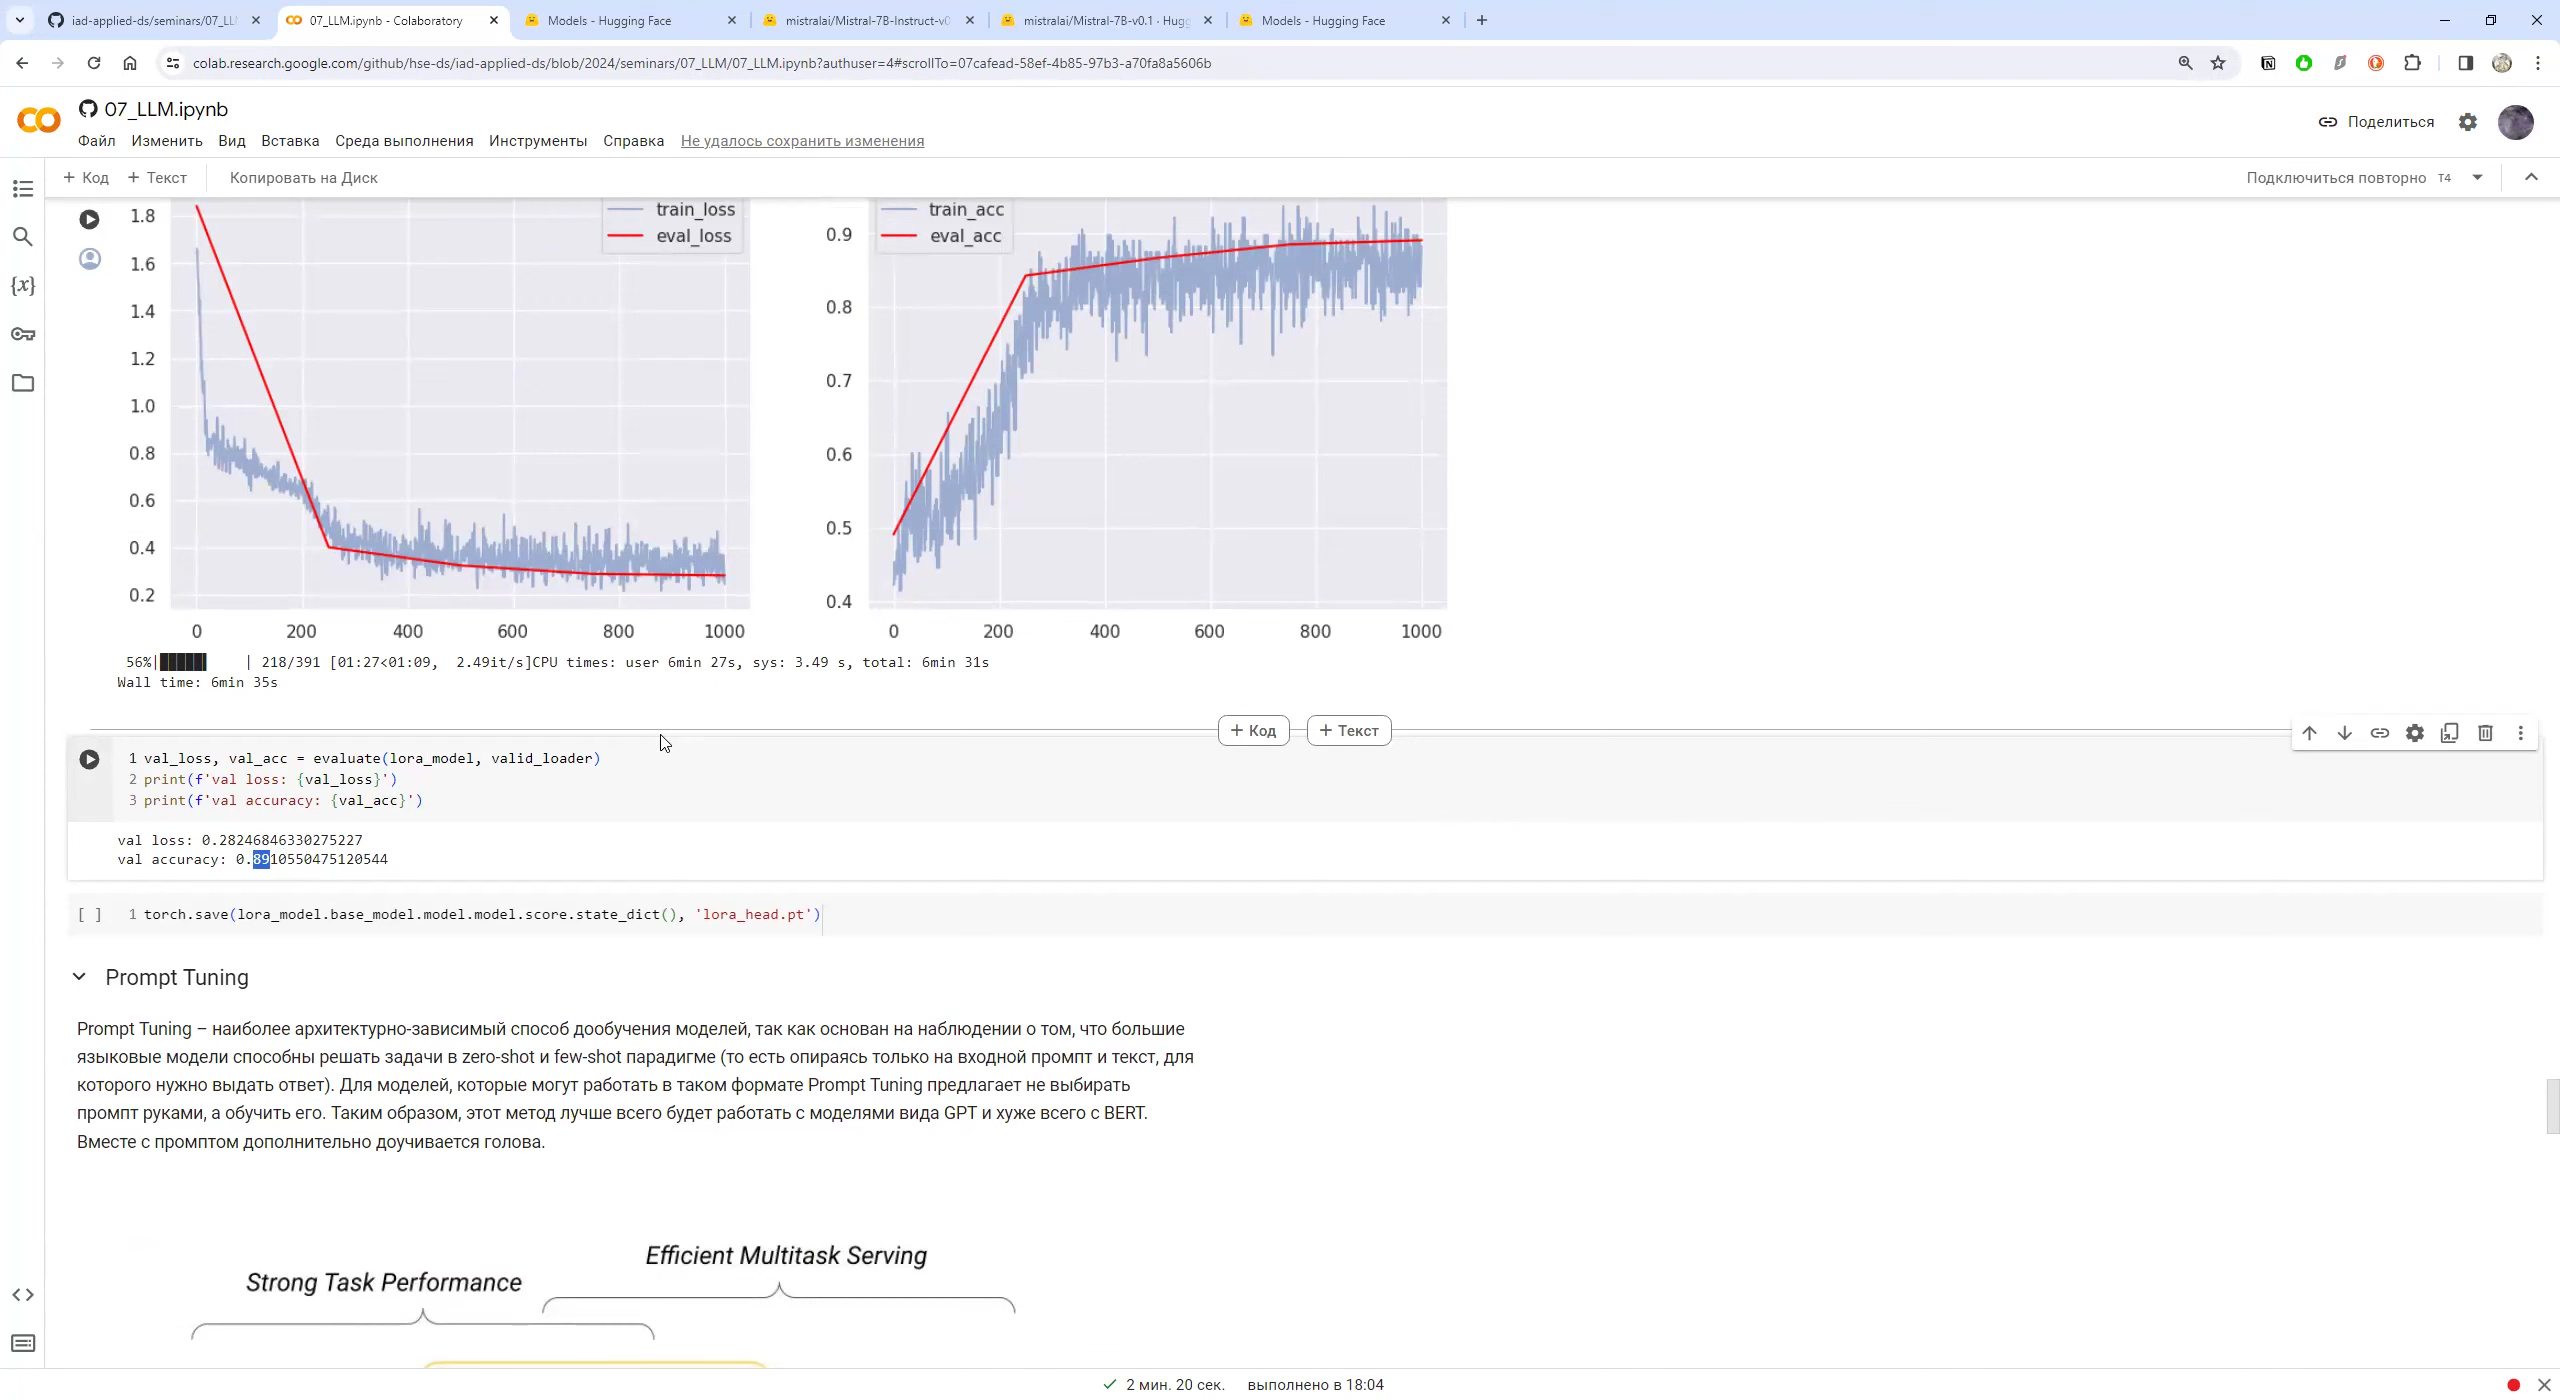 iad-applied-ds/seminars/07_LL
07_LLM.ipynb - Colaboratory
Models - Hugging Face
mistralai/Mistral-7B-Instruct-v0
mistralai/Mistral-7B-v0.1 · Hugg
Models - Hugging Face
colab.research.google.com/github/hse-ds/iad-applied-ds/blob/2024/seminars/07_LLM/07_LLM.ipynb?authuser=4#scrollTo=07cafead-58ef-4b85-97b3-a70fa8a5606b
07_LLM.ipynb
Поделиться
Файл Изменить Вид Вставка Среда выполнения Инструменты Справка Не удалось сохранить изменения
+ Код + Текст Копировать на Диск
Подключиться повторно T4
train_loss
eval_loss
1.8
1.6
1.4
1.2
1.0
0.8
0.6
0.4
0.2
0 200 400 600 800 1000
train_acc
eval_acc
0.9
0.8
0.7
0.6
0.5
0.4
0 200 400 600 800 1000
56%|█████▌    | 218/391 [01:27<01:09,  2.49it/s]CPU times: user 6min 27s, sys: 3.49 s, total: 6min 31s
Wall time: 6min 35s
+ Код + Текст
1 val_loss, val_acc = evaluate(lora_model, valid_loader)
2 print(f'val loss: {val_loss}')
3 print(f'val accuracy: {val_acc}')
val loss: 0.28246846330275227
val accuracy: 0.8910550475120544
[ ] 1 torch.save(lora_model.base_model.model.model.score.state_dict(), 'lora_head.pt')
Prompt Tuning
Prompt Tuning – наиболее архитектурно-зависимый способ дообучения моделей, так как основан на наблюдении о том, что большие
языковые модели способны решать задачи в zero-shot и few-shot парадигме (то есть опираясь только на входной промпт и текст, для
которого нужно выдать ответ). Для моделей, которые могут работать в таком формате Prompt Tuning предлагает не выбирать
промпт руками, а обучить его. Таким образом, этот метод лучше всего будет работать с моделями вида GPT и хуже всего с BERT.
Вместе с промптом дополнительно доучивается голова.
Efficient Multitask Serving
Strong Task Performance
2 мин. 20 сек. выполнено в 18:04